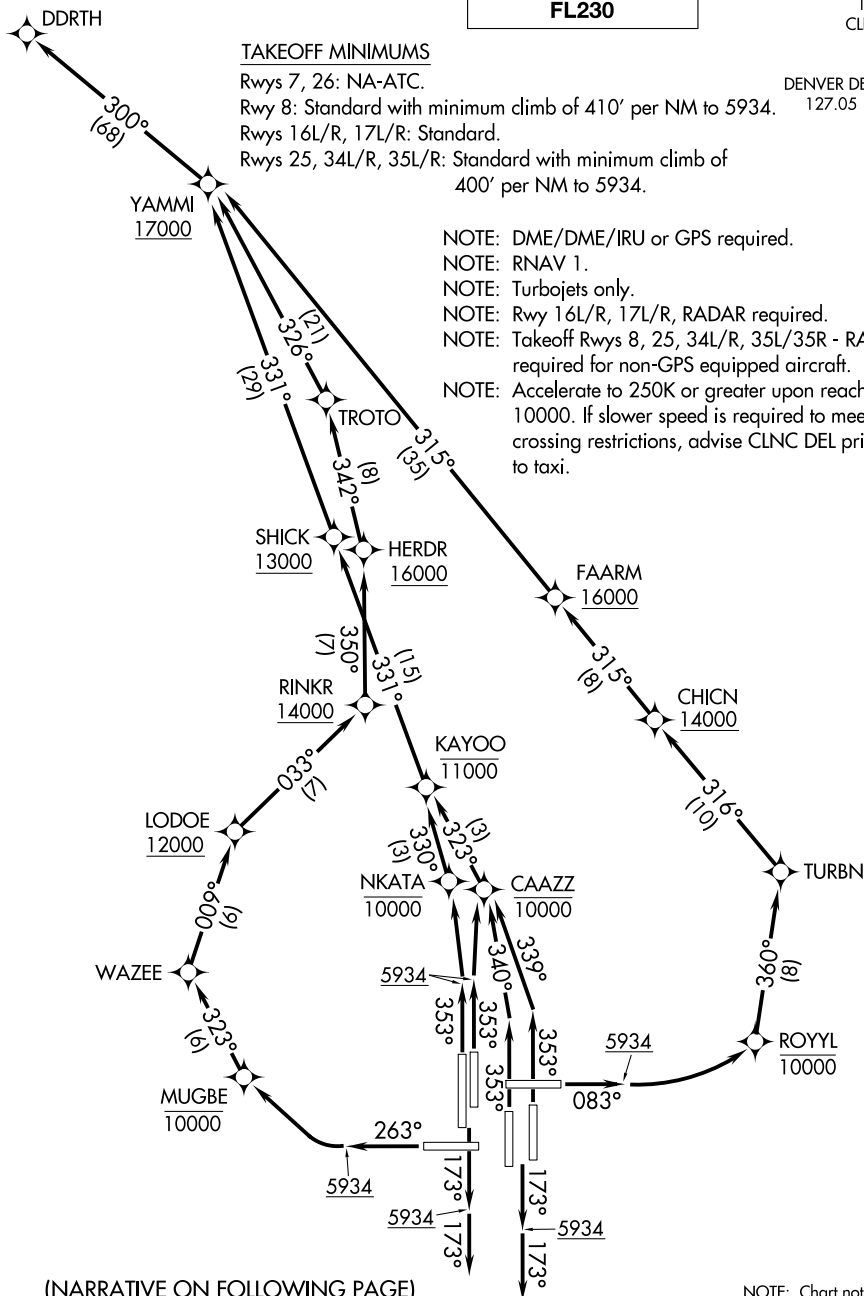 FL230
DDRTH
TAKEOFF MINIMUMS
Rwys 7, 26: NA-ATC.
Rwy 8: Standard with minimum climb of 410' per NM to 5934.
Rwys 16L/R, 17L/R: Standard.
Rwys 25, 34L/R, 35L/R: Standard with minimum climb of
400' per NM to 5934.
DENVER
127.05
300°
(68)
YAMMI
17000
NOTE: DME/DME/IRU or GPS required.
NOTE: RNAV 1.
NOTE: Turbojets only.
NOTE: Rwy 16L/R, 17L/R, RADAR required.
NOTE: Takeoff Rwys 8, 25, 34L/R, 35L/35R -
required for non-GPS equipped aircraft.
NOTE: Accelerate to 250K or greater upon
10000. If slower speed is required to
crossing restrictions, advise CLNC DEL
to taxi.
(21)
326°
331°
(29)
TROTO
315°
(35)
(8)
342°
SHICK
13000
HERDR
16000
FAARM
16000
350°
(7)
(15)
331°
315°
(8)
RINKR
14000
CHICN
14000
KAYOO
11000
033°
(7)
316°
(10)
LODOE
12000
(3)
323°
330°
(3)
NKATA
10000
CAAZZ
10000
TURBN
009°
(9)
340°
339°
360°
(8)
WAZEE
5934
323°
(6)
353°
353°
353°
353°
5934
ROYYL
10000
MUGBE
10000
083°
263°
5934
173°
173°
5934
5934
173°
173°
(NARRATIVE ON FOLLOWING PAGE)
NOTE: Chart